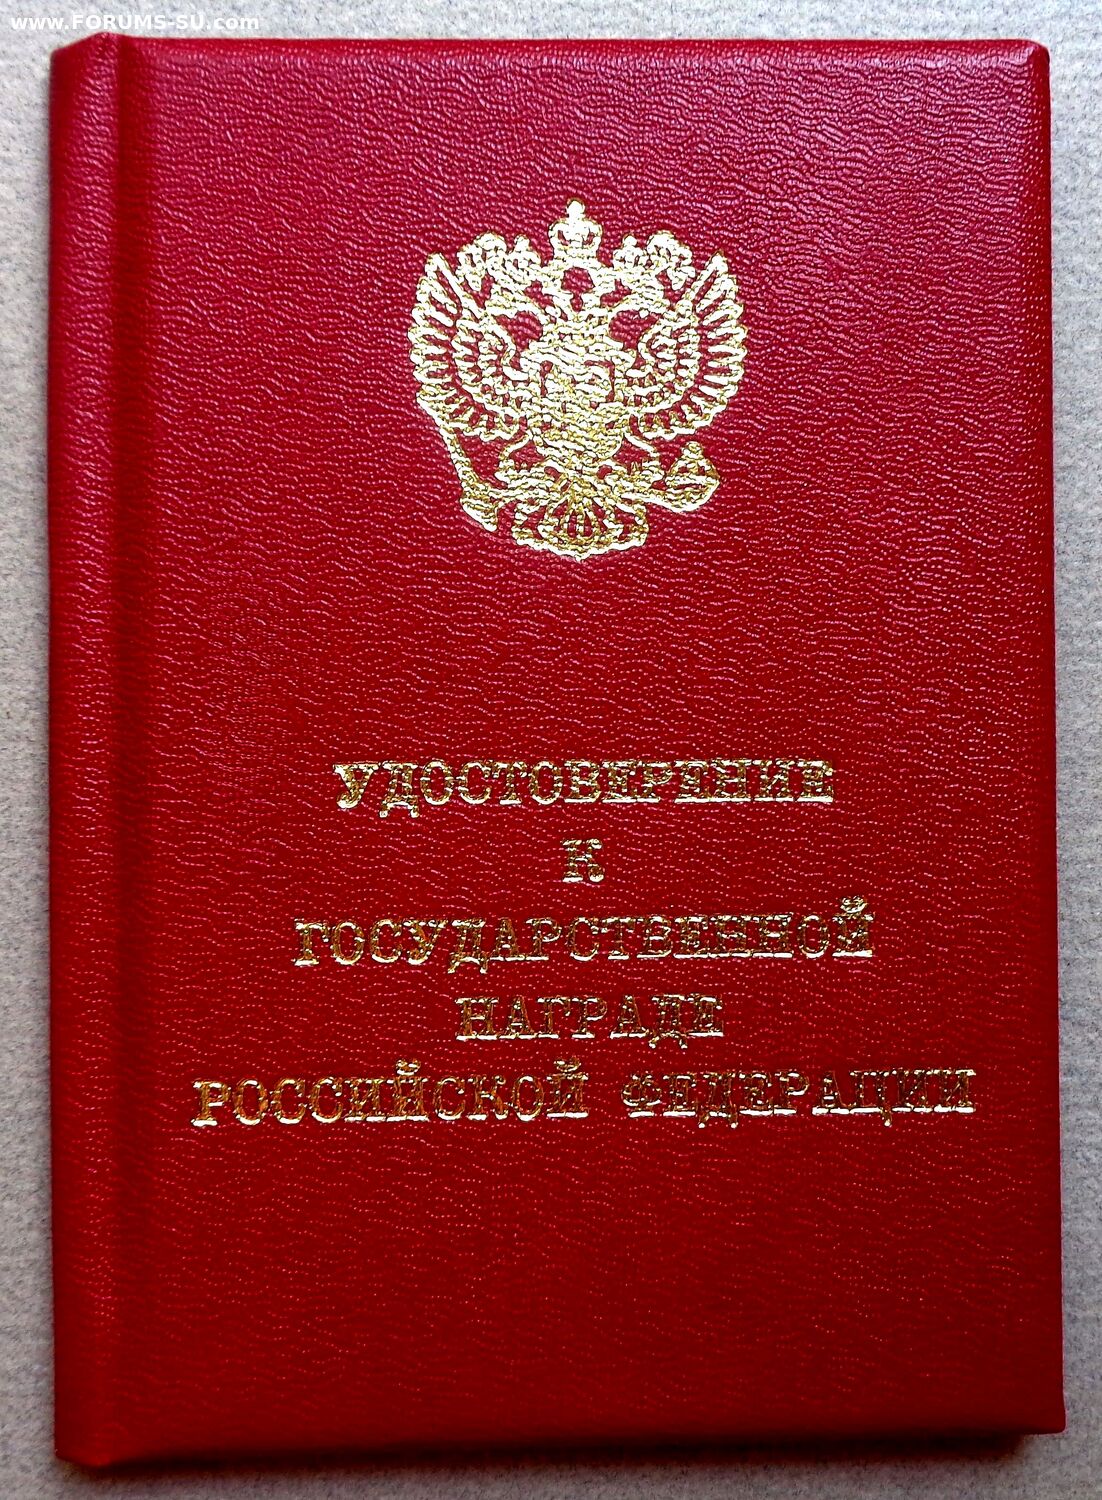 www.FORUMS-SU.com
УДОСТОВЕРЕНИЕ
К
ГОСУДАРСТВЕННОЙ
НАГРАДЕ
РОССИЙСКОЙ ФЕДЕРАЦИИ